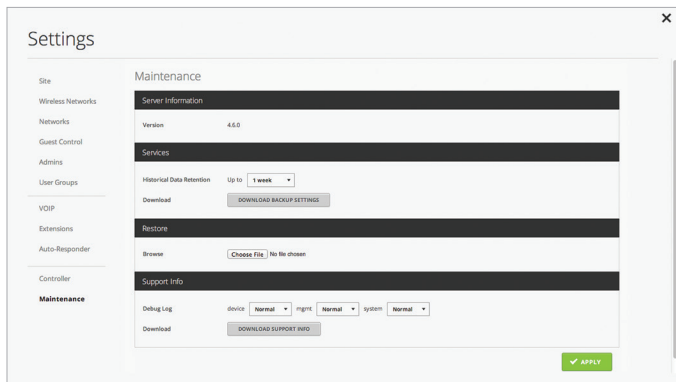 Settings
Site
Wireless Networks
Networks
Guest Control
Admins
User Groups
VOIP
Extensions
Auto-Responder
Controller
Maintenance
Maintenance
Server Information
Version 4.6.0
Services
Historical Data Retention Up to 1 week
Download DOWNLOAD BACKUP SETTINGS
Restore
Browse Choose File No file chosen
Support Info
Debug Log device Normal mgmt Normal system Normal
Download DOWNLOAD SUPPORT INFO
APPLY